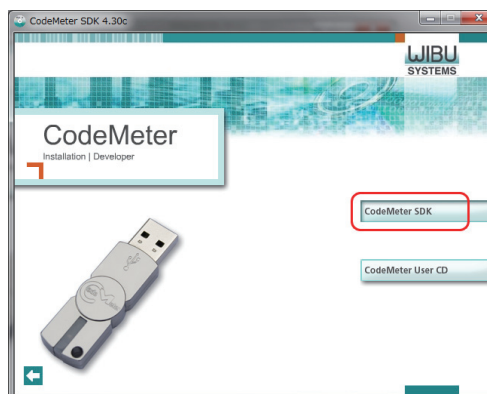 CodeMeter SDK 4.30c
WIBU
SYSTEMS
CodeMeter
Installation | Developer
CodeMeter SDK
CodeMeter User CD